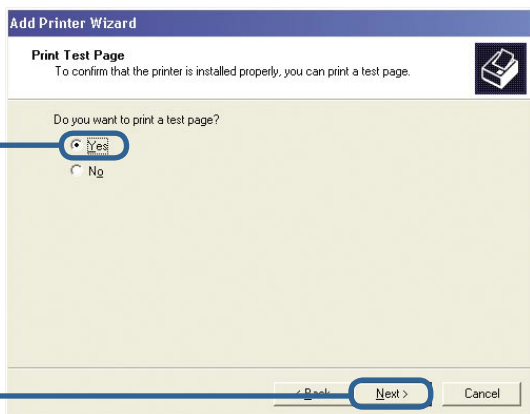 Add Printer Wizard
Print Test Page
To confirm that the printer is installed properly, you can print a test page.
Do you want to print a test page?
Yes
No
< Back Next > Cancel